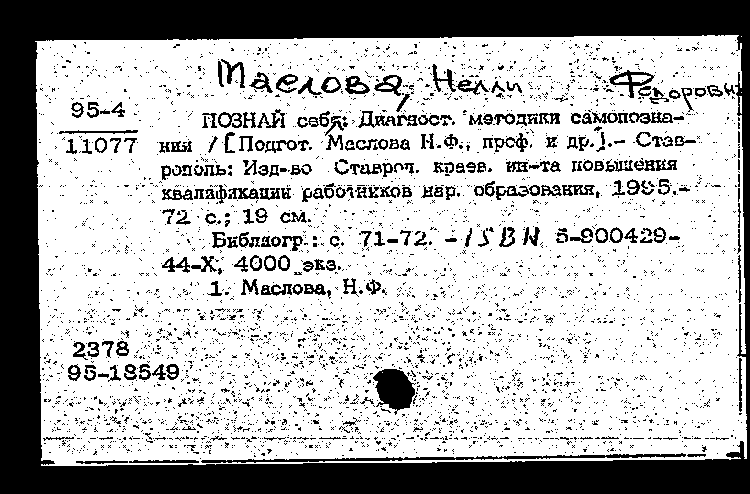 Маслова, Нелли Федоровн
95-4
11077
ПОЗНАЙ себя: Диагност. методики самопозна-
ния / [Подгот. Маслова Н.Ф., проф. и др.].- Став-
рополь: Изд-во Ставроп. краев. ин-та повышения
квалификации работников нар. образования, 1995.-
72 с.; 19 см.
Библиогр.: с. 71-72. - ISBN 5-900429-
44-X, 4000 экз.
1. Маслова, Н.Ф.
2378
95-18549